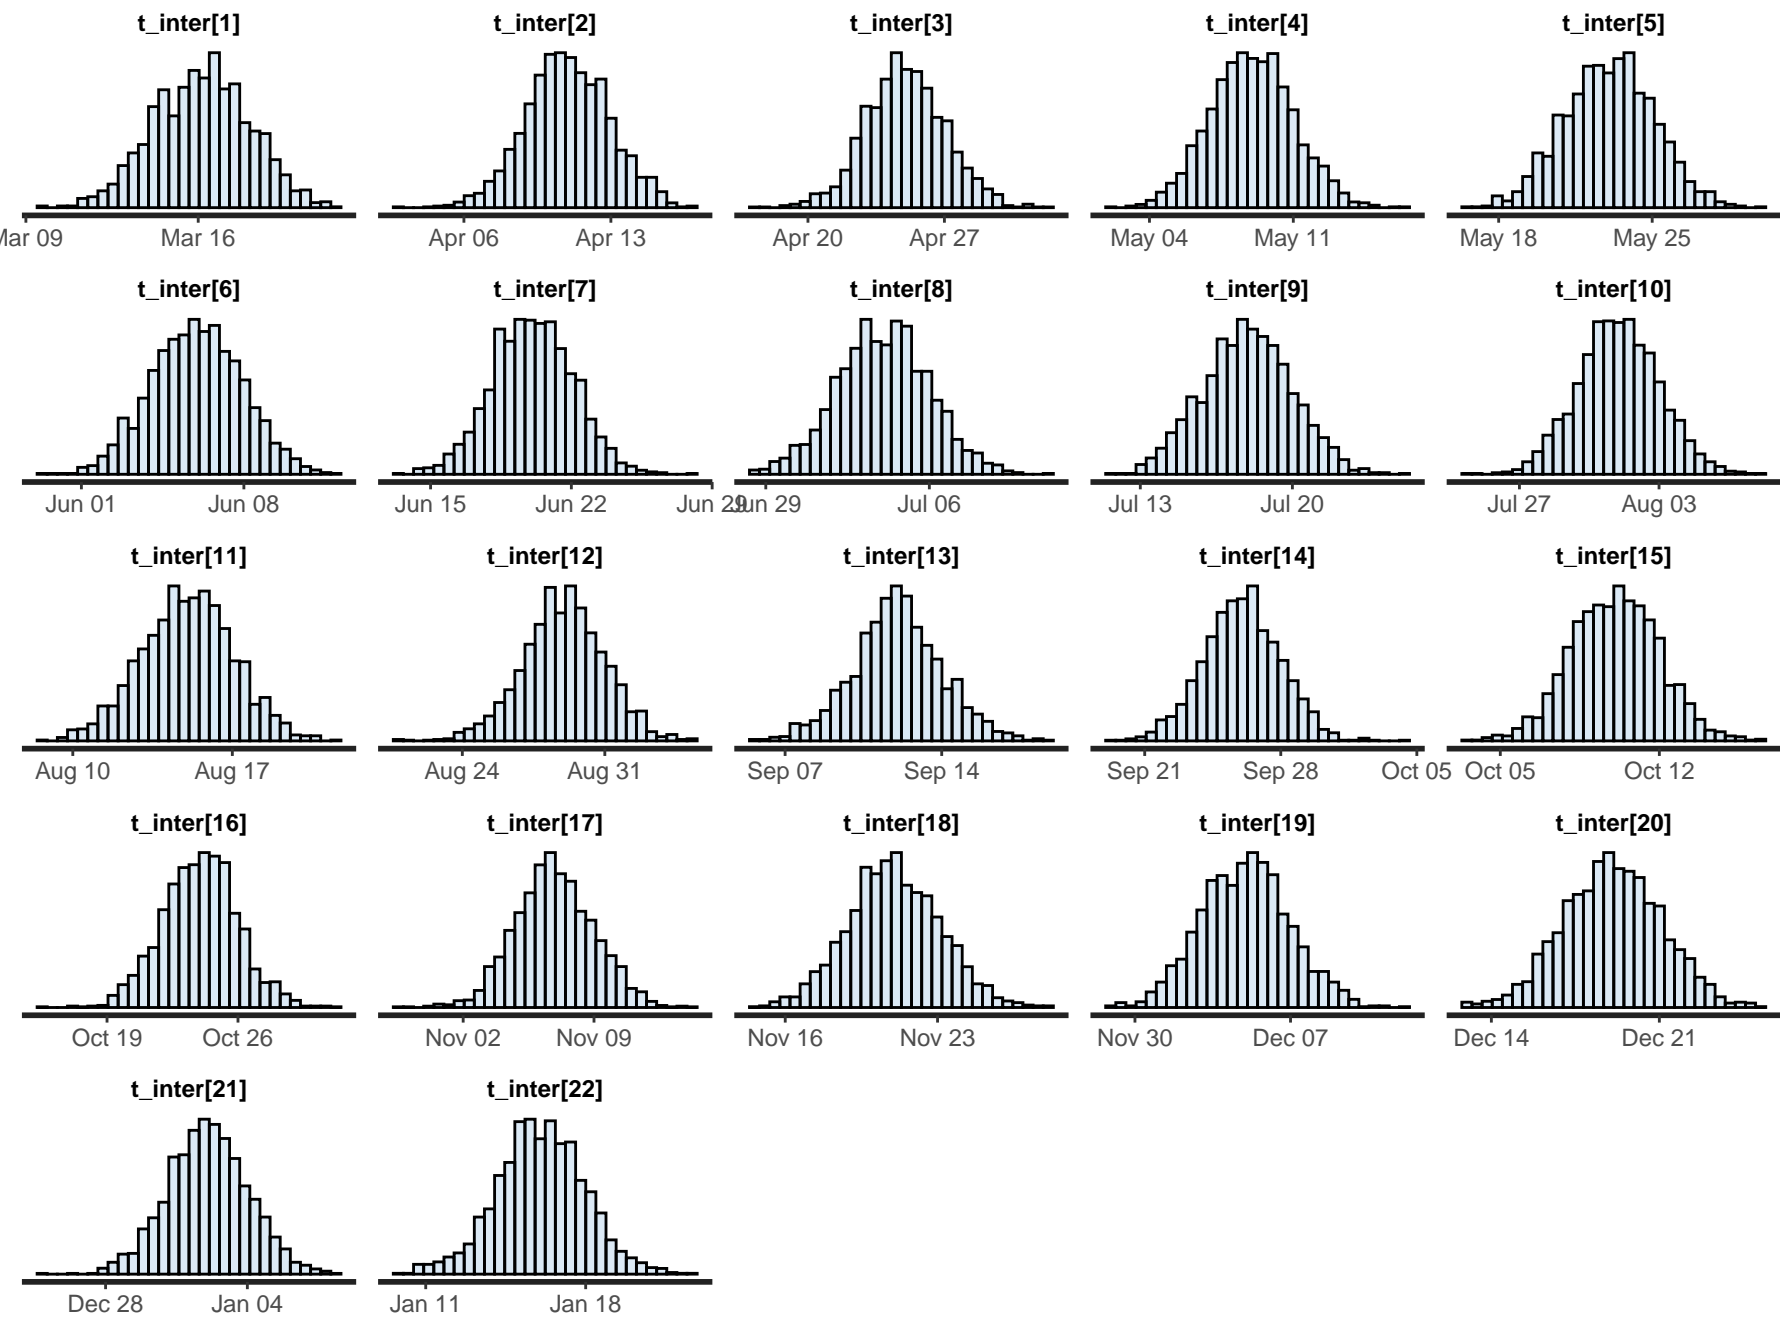 t_inter[1] t_inter[2] t_inter[3] t_inter[4] t_inter[5]
Mar 09 Mar 16 Apr 06 Apr 13 Apr 20 Apr 27 May 04 May 11 May 18 May 25
t_inter[6] t_inter[7] t_inter[8] t_inter[9] t_inter[10]
Jun 01 Jun 08 Jun 15 Jun 22 Jun 29 Jun 29 Jul 06 Jul 13 Jul 20 Jul 27 Aug 03
t_inter[11] t_inter[12] t_inter[13] t_inter[14] t_inter[15]
Aug 10 Aug 17 Aug 24 Aug 31 Sep 07 Sep 14 Sep 21 Sep 28 Oct 05 Oct 05 Oct 12
t_inter[16] t_inter[17] t_inter[18] t_inter[19] t_inter[20]
Oct 19 Oct 26 Nov 02 Nov 09 Nov 16 Nov 23 Nov 30 Dec 07 Dec 14 Dec 21
t_inter[21] t_inter[22]
Dec 28 Jan 04 Jan 11 Jan 18